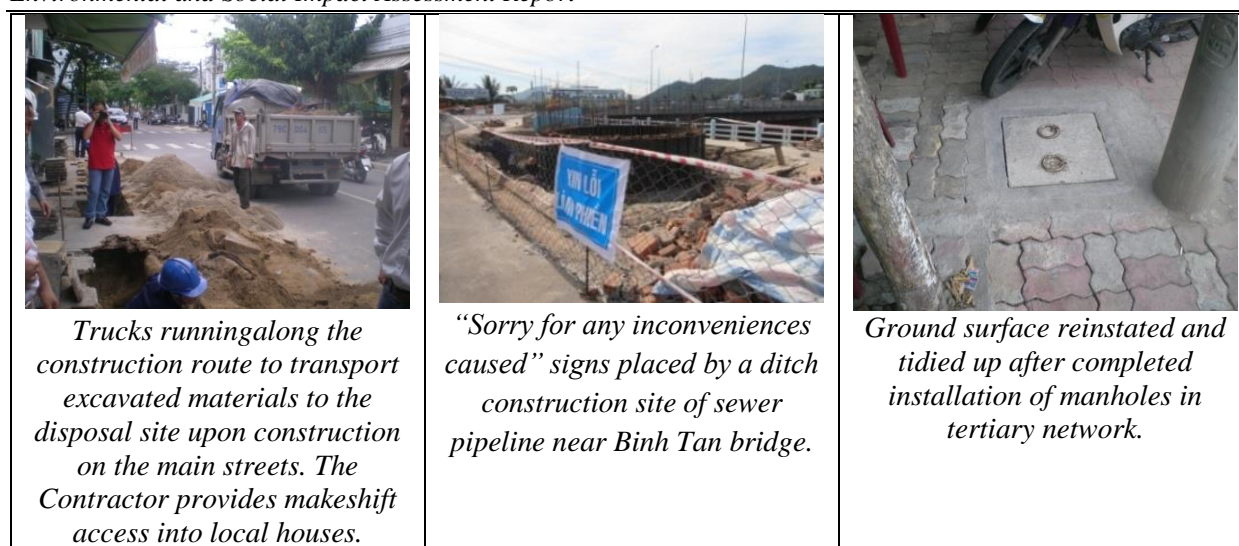 Environmental and Social Impact Assessment Report
XIN LỖI
LÀM PHIỀN
Trucks runningalong the
construction route to transport
excavated materials to the
disposal site upon construction
on the main streets. The
Contractor provides makeshift
access into local houses.
“Sorry for any inconveniences
caused” signs placed by a ditch
construction site of sewer
pipeline near Binh Tan bridge.
Ground surface reinstated and
tidied up after completed
installation of manholes in
tertiary network.